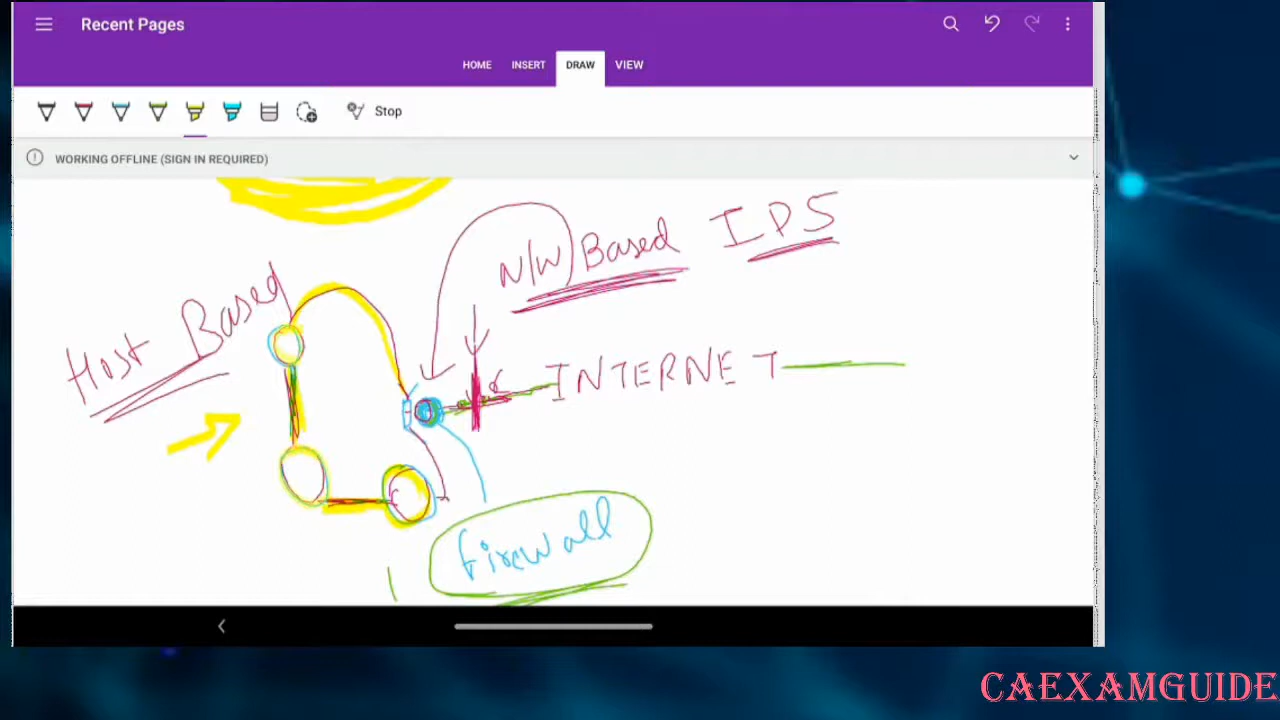 Recent Pages
HOME INSERT DRAW VIEW
Stop
WORKING OFFLINE (SIGN IN REQUIRED)
N/W Based IPS
Host Based
INTERNET
firewall
CAEXAMGUIDE